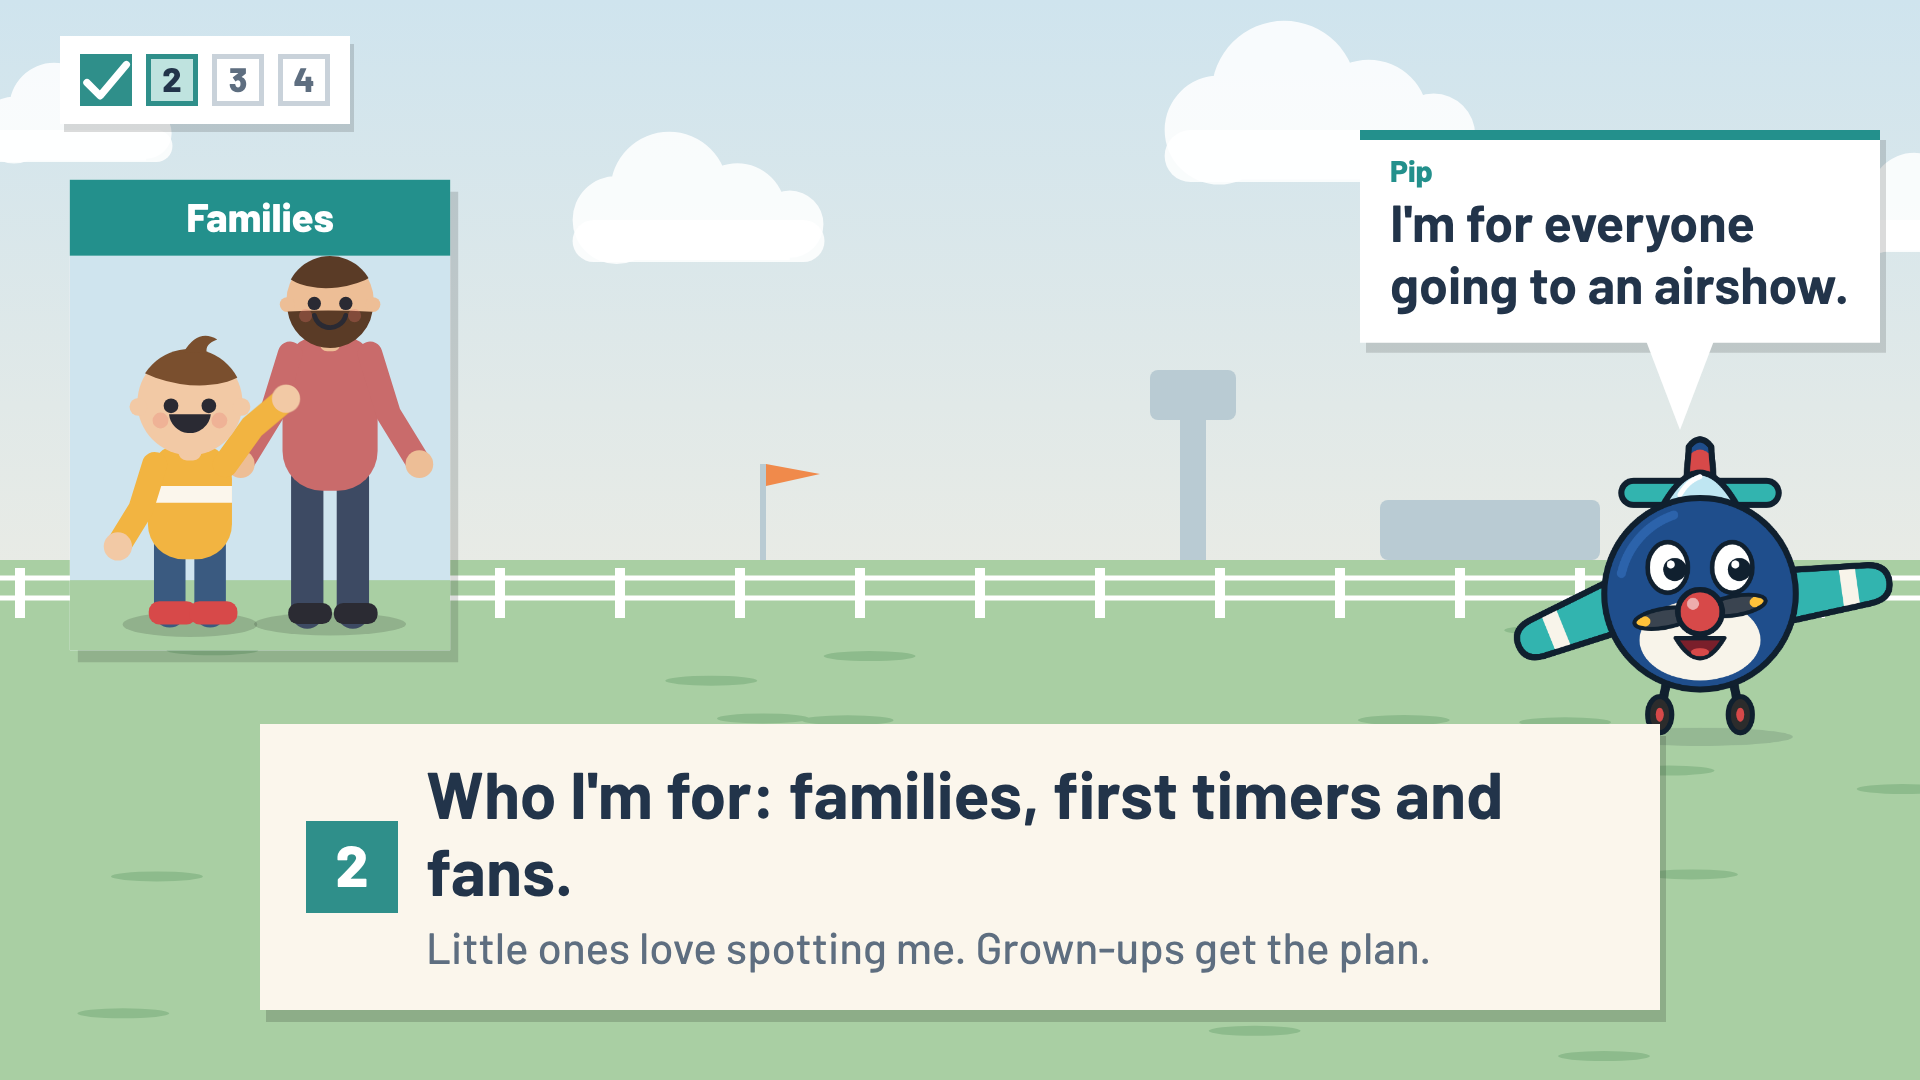 2 3 4
Families
Pip
I'm for everyone
going to an airshow.
2
Who I'm for: families, first timers and
fans.
Little ones love spotting me. Grown-ups get the plan.